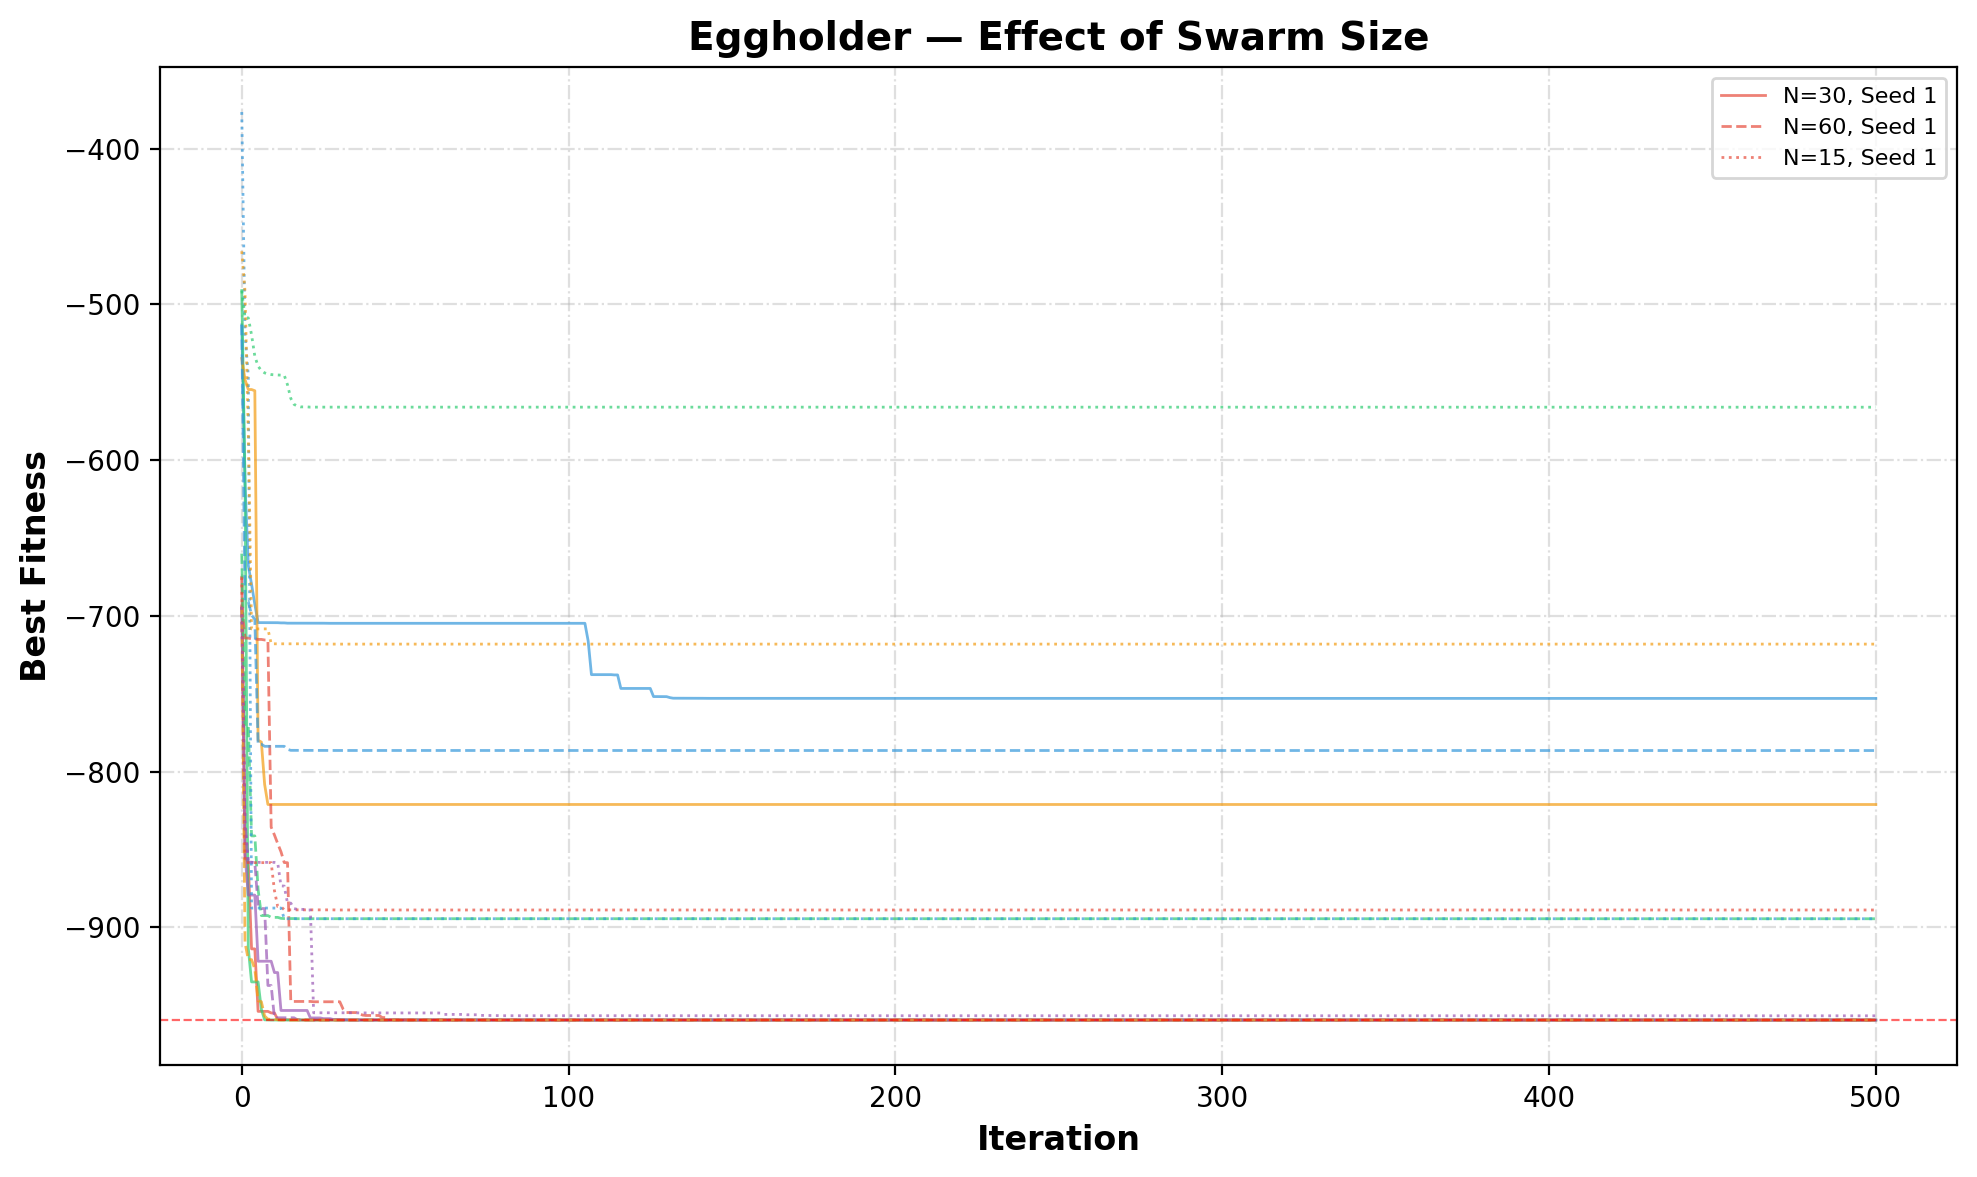 Eggholder — Effect of Swarm Size
N=30, Seed 1
N=60, Seed 1
N=15, Seed 1
Best Fitness
−400
−500
−600
−700
−800
−900
0 100 200 300 400 500
Iteration